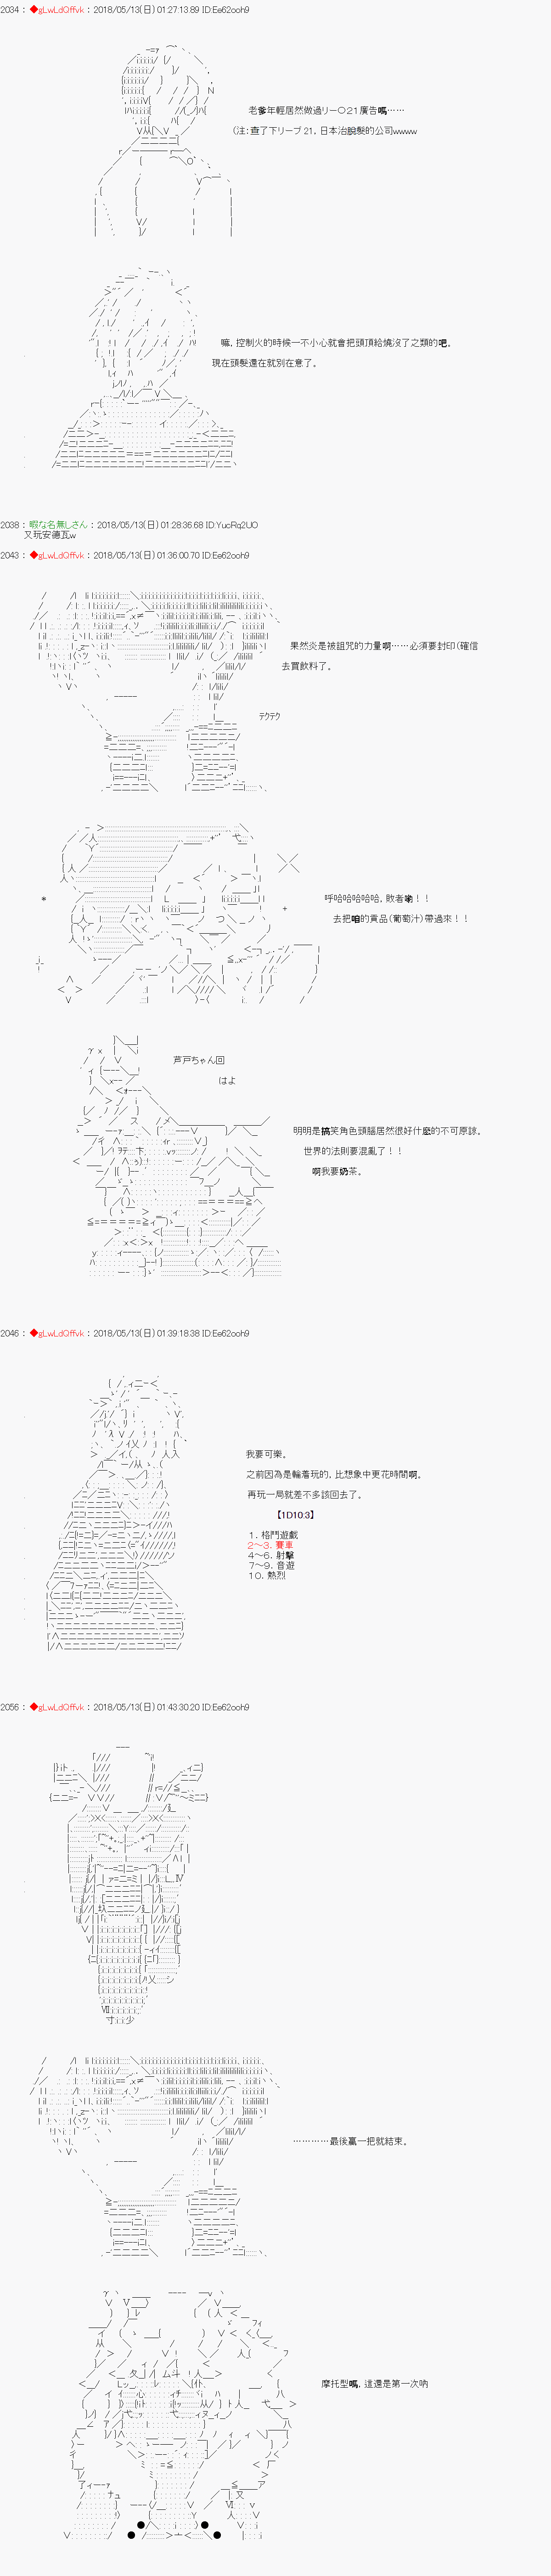 2034 : ◆gLwLdQffvk : 2018/05/13(日) 01:27:13.89 ID:Ee62ooh9
老爹年輕居然做過リー○21廣告嗎……
(注:查了下リーブ21, 日本治脫髮的公司wwww
嘛, 控制火的時候一不小心就會把頭頂給燒沒了之類的吧。
現在頭髮還在就別在意了。
2038 : 暇な名無しさん : 2018/05/13(日) 01:28:36.68 ID:YucRq2UO
又玩安德瓦w
2043 : ◆gLwLdQffvk : 2018/05/13(日) 01:36:00.70 ID:Ee62ooh9
果然炎是被詛咒的力量啊……必須要封印(確信
去買飲料了。
テクテク
呼哈哈哈哈哈, 敗者喲！！
去把咱的貢品(葡萄汁)帶過來！！
芦戸ちゃん回
はよ
明明是搞笑角色頭腦居然很好什麼的不可原諒。
世界的法則要混亂了！！
啊我要奶茶。
2046 : ◆gLwLdQffvk : 2018/05/13(日) 01:39:18.38 ID:Ee62ooh9
我要可樂。
之前因為是輪着玩的, 比想象中更花時間啊。
再玩一局就差不多該回去了。
【1D10:3】
1. 格鬥遊戲
2～3. 賽車
4～6. 射擊
7～9. 音遊
10. 熱烈
2056 : ◆gLwLdQffvk : 2018/05/13(日) 01:43:30.20 ID:Ee62ooh9
…………最後贏一把就結束。
摩托型嗎, 這還是第一次吶